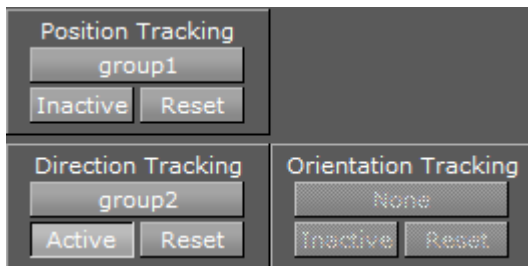 Position Tracking
group1
Inactive Reset
Direction Tracking
group2
Active Reset
Orientation Tracking
None
Inactive Reset